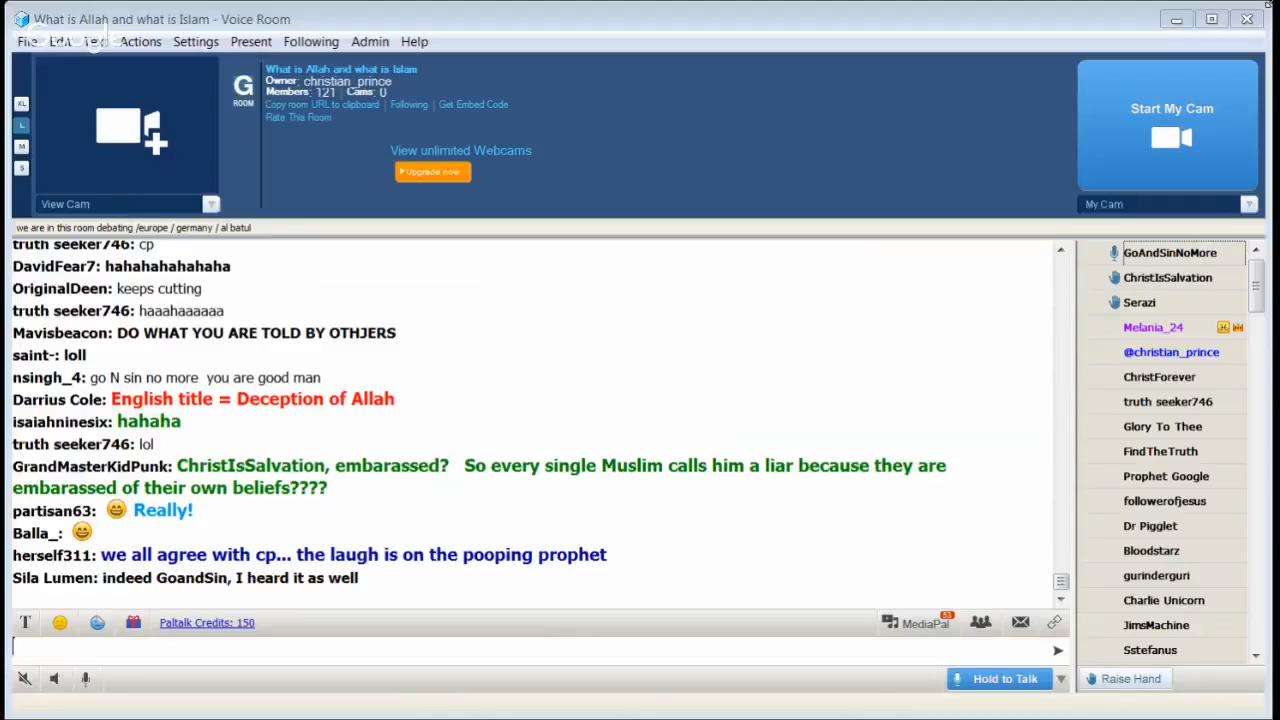 What is Allah and what is Islam - Voice Room
File Edit Text Actions Settings Present Following Admin Help
Google
What is Allah and what is Islam
Owner: christian_prince
Members: 121 Cams: 0
Copy room URL to clipboard | Following | Get Embed Code
Rate This Room
G
ROOM
XL
L
M
S
View unlimited Webcams
Upgrade now
Start My Cam
View Cam
My Cam
we are in this room debating /europe / germany / al batul
truth seeker746: cp
DavidFear7: hahahahahahaha
OriginalDeen: keeps cutting
truth seeker746: haaahaaaaaa
Mavisbeacon: DO WHAT YOU ARE TOLD BY OTHJERS
saint-: loll
nsingh_4: go N sin no more you are good man
Darrius Cole: English title = Deception of Allah
isaiahninesix: hahaha
truth seeker746: lol
GrandMasterKidPunk: ChristIsSalvation, embarassed? So every single Muslim calls him a liar because they are
embarassed of their own beliefs????
partisan63: Really!
Balla_:
herself311: we all agree with cp... the laugh is on the pooping prophet
Sila Lumen: indeed GoandSin, I heard it as well
GoAndSinNoMore
ChristIsSalvation
Serazi
Melania_24
@christian_prince
ChristForever
truth seeker746
Glory To Thee
FindTheTruth
Prophet Google
followerofjesus
Dr Pigglet
Bloodstarz
gurinderguri
Charlie Unicorn
JimsMachine
Sstefanus
T
Paltalk Credits: 150
MediaPal
53
Hold to Talk
Raise Hand